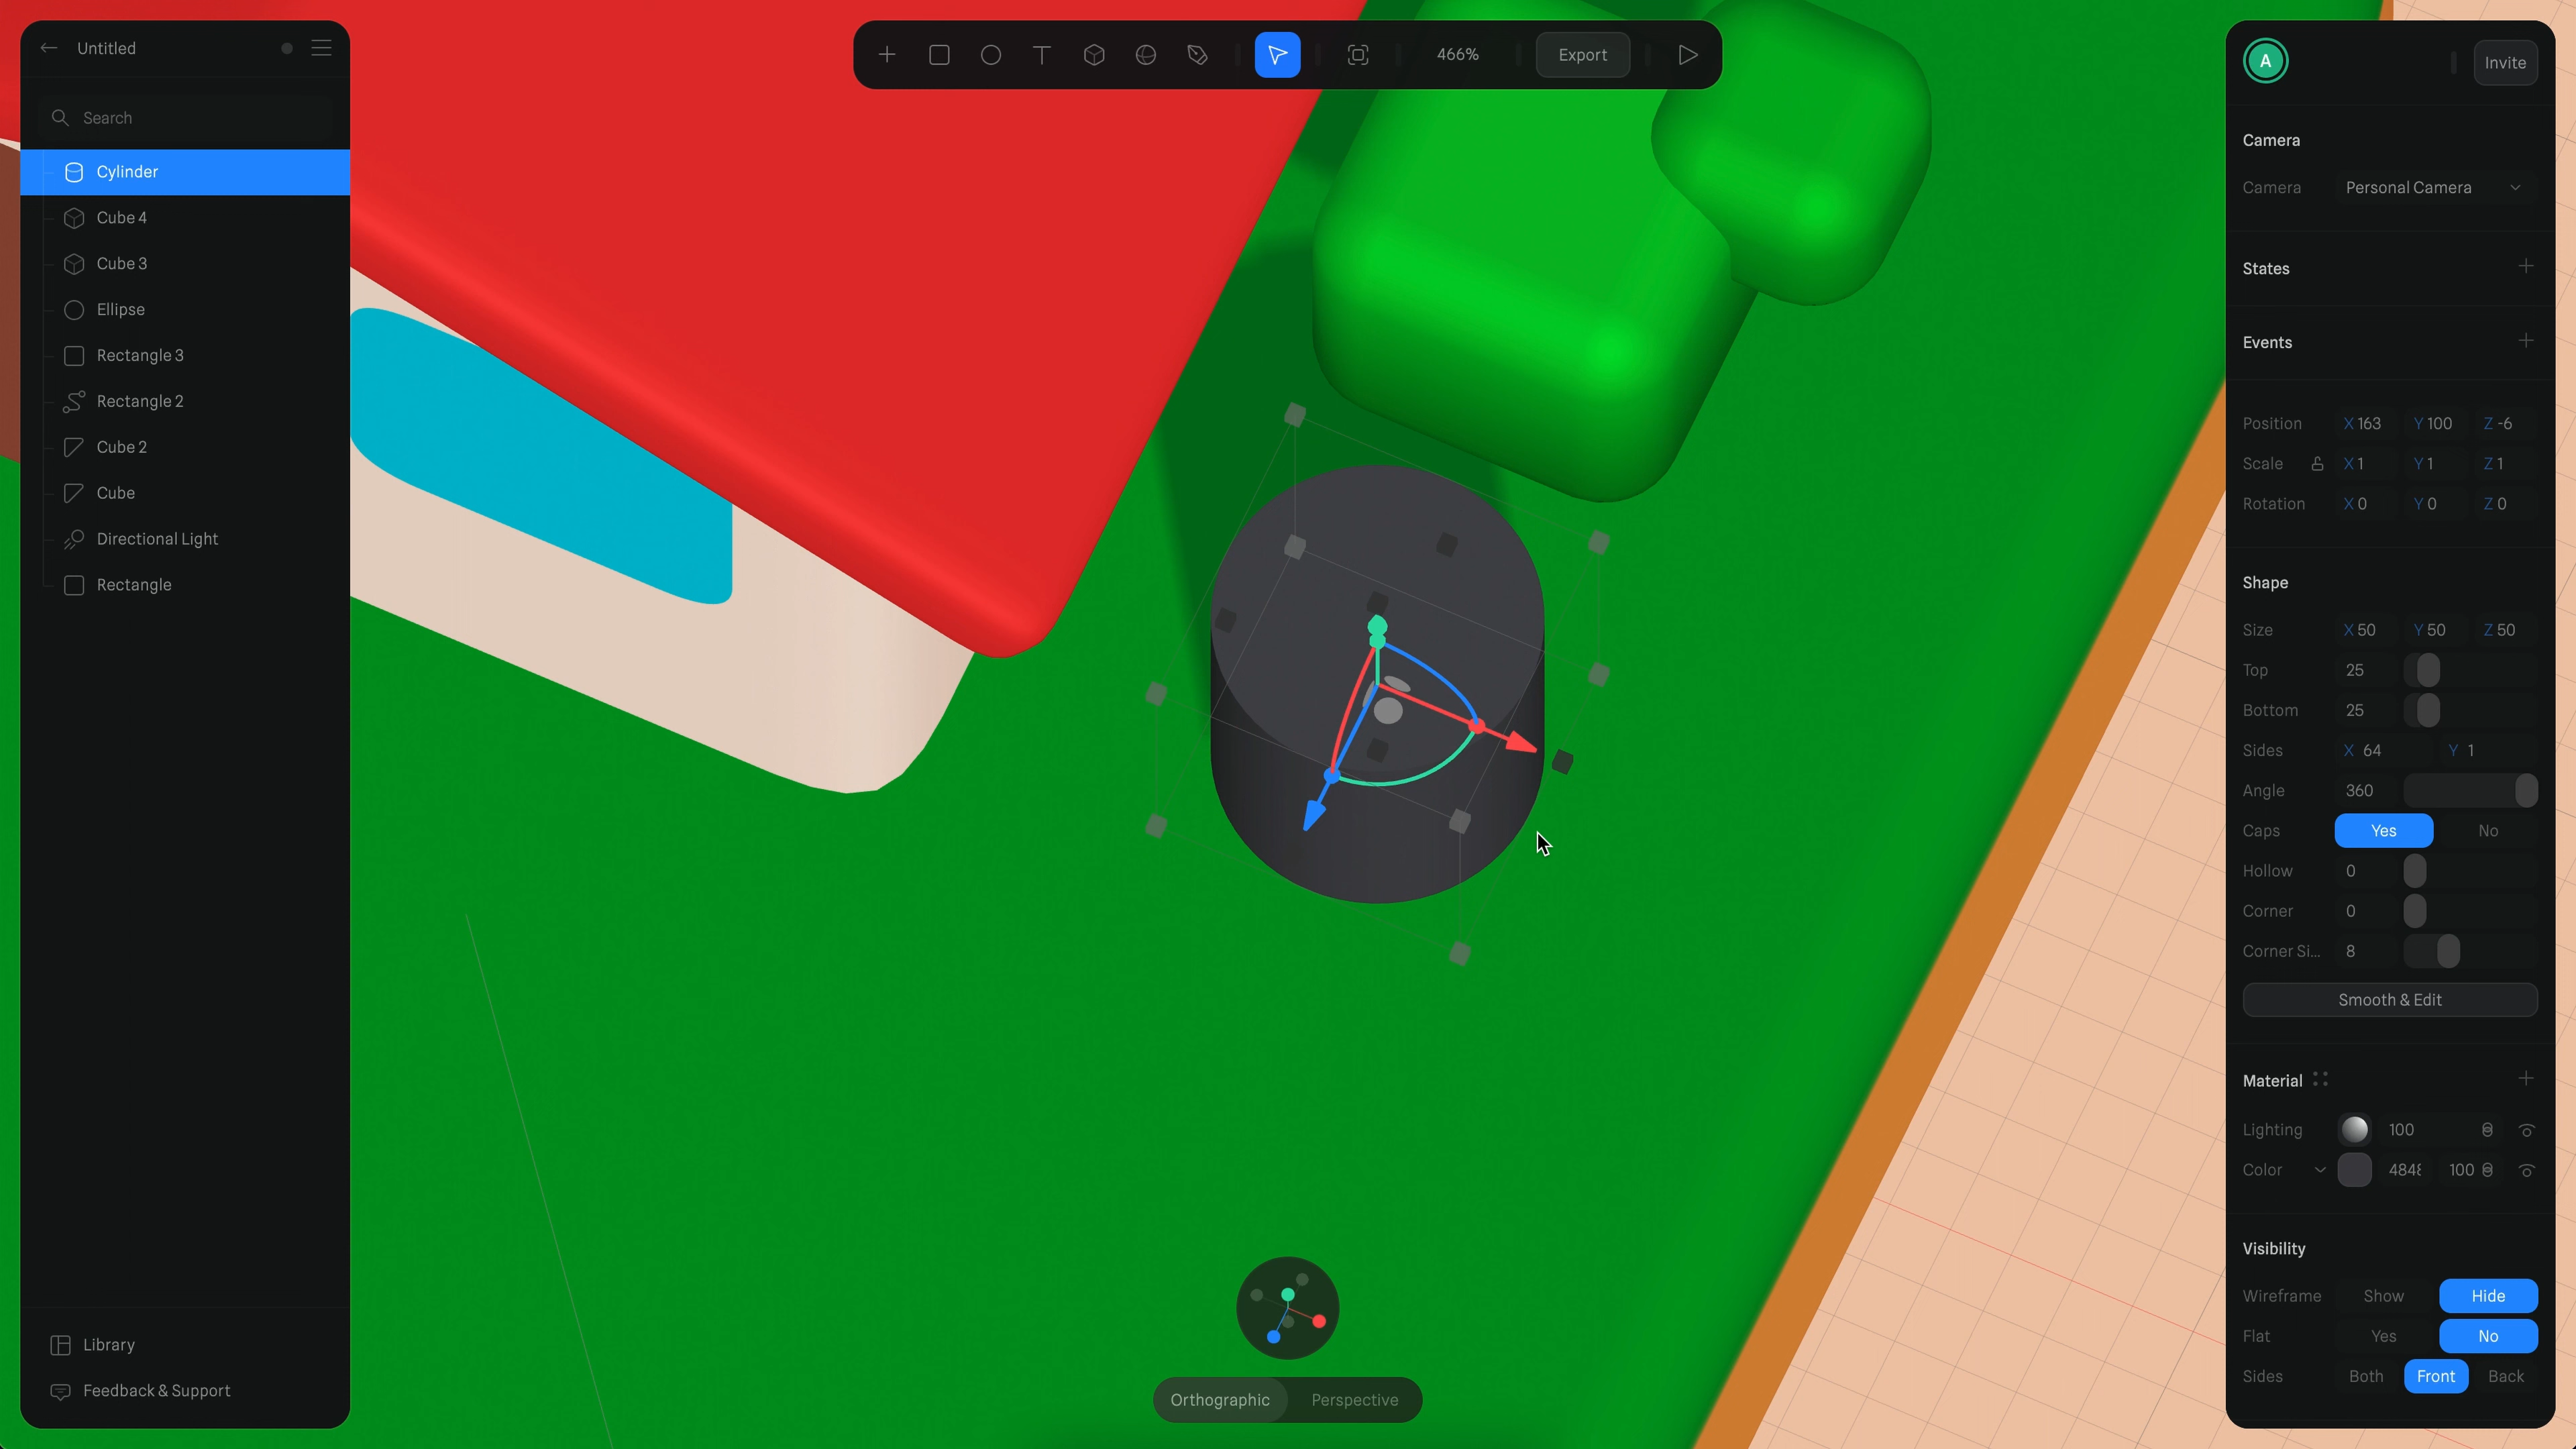 Untitled
Search
Cylinder
Cube 4
Cube 3
Ellipse
Rectangle 3
Rectangle 2
Cube 2
Cube
Directional Light
Rectangle
Library
Feedback & Support
466%
Export
Orthographic
Perspective
A
Invite
Camera
Camera Personal Camera
States
Events
Position X 163 Y 100 Z -6
Scale X 1 Y 1 Z 1
Rotation X 0 Y 0 Z 0
Shape
Size X 50 Y 50 Z 50
Top 25
Bottom 25
Sides X 64 Y 1
Angle 360
Caps Yes No
Hollow 0
Corner 0
Corner Si... 8
Smooth & Edit
Material
Lighting 100
Color 4848 100
Visibility
Wireframe Show Hide
Flat Yes No
Sides Both Front Back